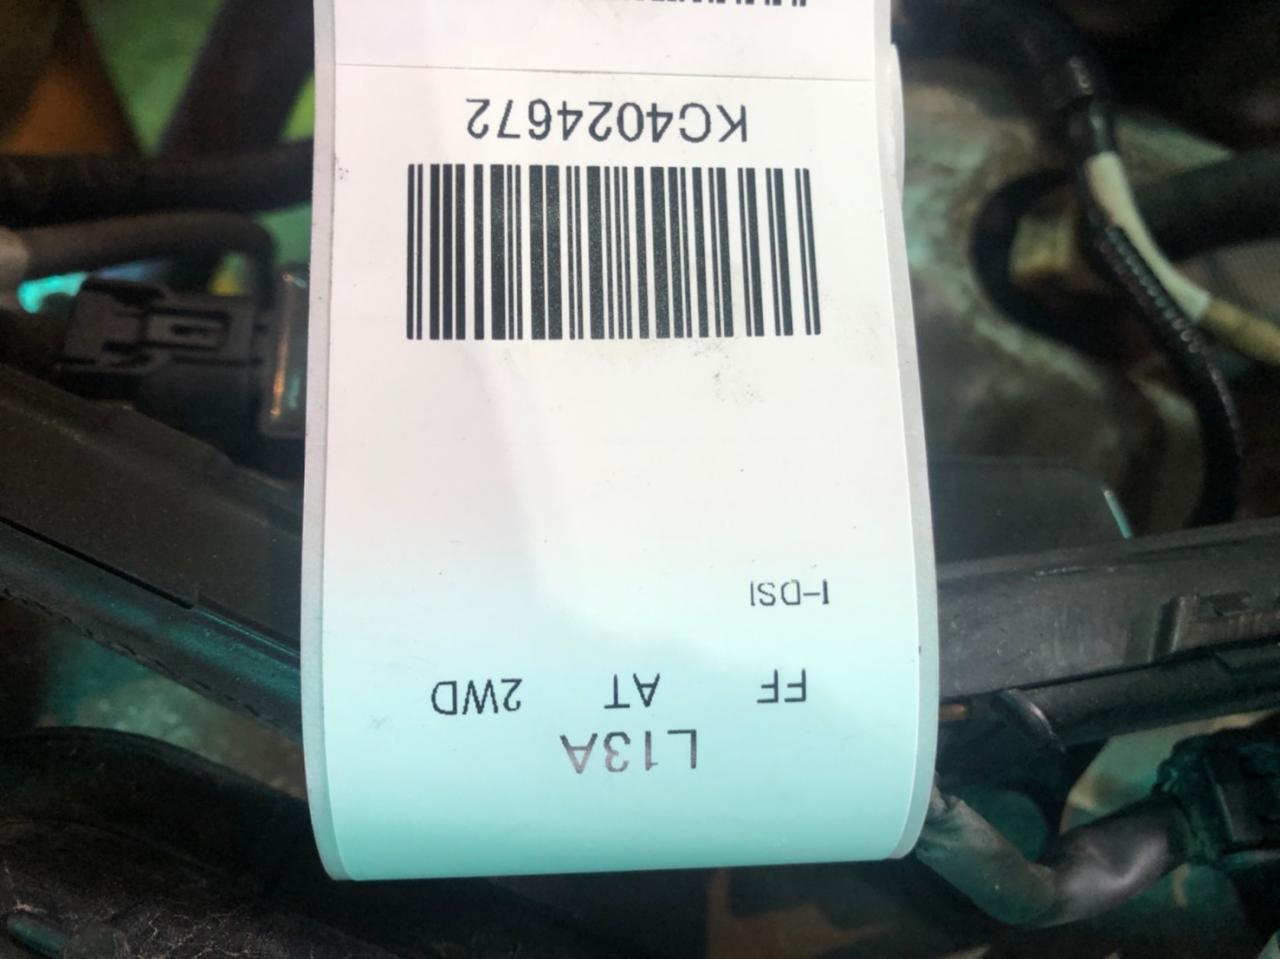 L13A
FF AT 2WD
I-DSI
KC4024672